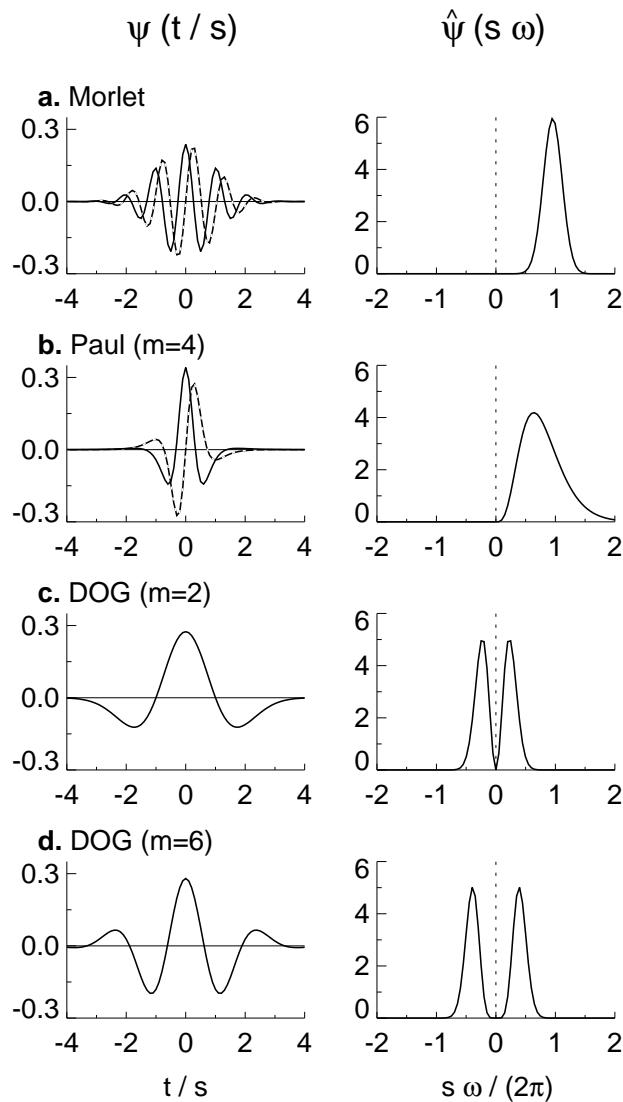 ψ (t / s)
ψ̂ (s ω)
a. Morlet
0.3
0.0
-0.3
-4 -2 0 2 4
6
4
2
0
-2 -1 0 1 2
b. Paul (m=4)
0.3
0.0
-0.3
-4 -2 0 2 4
6
4
2
0
-2 -1 0 1 2
c. DOG (m=2)
0.3
0.0
-0.3
-4 -2 0 2 4
6
4
2
0
-2 -1 0 1 2
d. DOG (m=6)
0.3
0.0
-0.3
-4 -2 0 2 4
t / s
6
4
2
0
-2 -1 0 1 2
s ω / (2π)